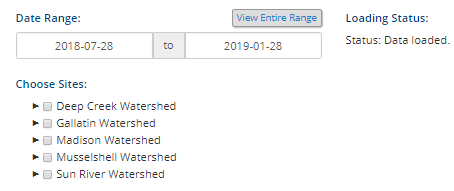 Date Range:
View Entire Range
Loading Status:
2018-07-28 to 2019-01-28
Status: Data loaded.
Choose Sites:
Deep Creek Watershed
Gallatin Watershed
Madison Watershed
Musselshell Watershed
Sun River Watershed